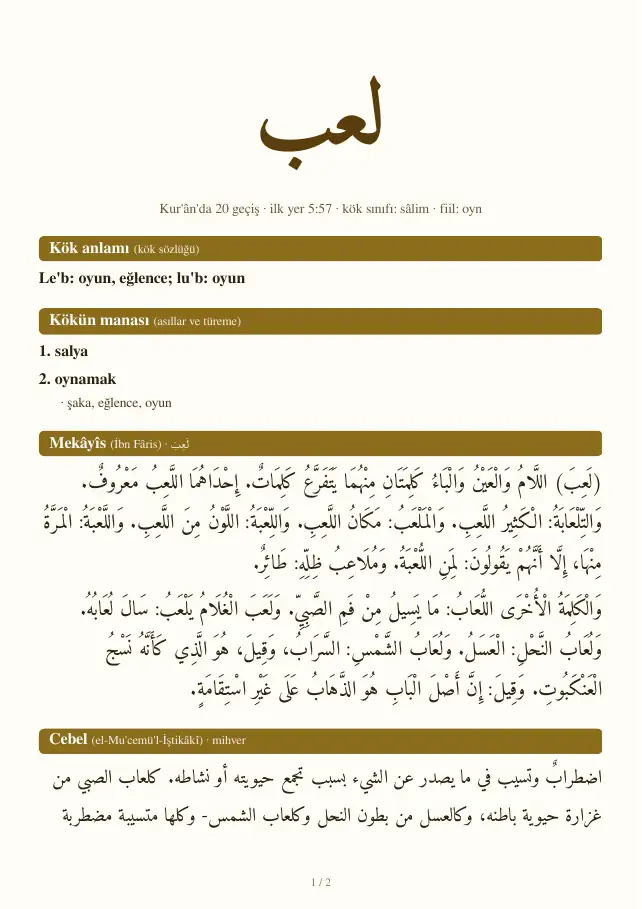 لعب
Kur'ân'da 20 geçiş · ilk yer 5:57 · kök sınıfı: sâlim · fiil: oyn
Kök anlamı (kök sözlüğü)
Le'b: oyun, eğlence; lu'b: oyun
Kökün manası (asıllar ve türeme)
1. salya
2. oynamak
· şaka, eğlence, oyun
Mekâyîs (İbn Fâris) · لَعِبَ
(لَعِبَ) اللَّامُ وَالْعَيْنُ وَالْبَاءُ كَلِمَتَانِ مِنْهُمَا يَتَفَرَّعُ كَلِمَاتٌ. إِحْدَاهُمَا اللَّعِبُ مَعْرُوفٌ.
وَالتِّلْعَابَةُ: الْكَثِيرُ اللَّعِبِ. وَالْمَلْعَبُ: مَكَانُ اللَّعِبِ. وَاللِّعْبَةُ: اللَّوْنُ مِنَ اللَّعِبِ. وَاللَّعْبَةُ: الْمَرَّةُ
مِنْهَا، إِلَّا أَنَّهُمْ يَقُولُونَ: لِمَنِ اللُّعْبَةُ. وَمُلَاعِبُ ظِلِّهِ: طَائِرٌ.
وَالْكَلِمَةُ الْأُخْرَى اللُّعَابُ: مَا يَسِيلُ مِنْ فَمِ الصَّبِيِّ. وَلَعَبَ الْغُلَامُ يَلْعَبُ: سَالَ لُعَابُهُ.
وَلُعَابُ النَّحْلِ: الْعَسَلُ. وَلُعَابُ الشَّمْسِ: السَّرَابُ، وَقِيلَ، هُوَ الَّذِي كَأَنَّهُ نَسْجُ
الْعَنْكَبُوتِ. وَقِيلَ: إِنَّ أَصْلَ الْبَابِ هُوَ الذَّهَابُ عَلَى غَيْرِ اسْتِقَامَةٍ.
Cebel (el-Mu'cemü'l-İştikâkî) · mihver
اضطرابٌ وتسيب في ما يصدر عن الشيء بسبب تجمع حيويته أو نشاطه. كلعاب الصبي من
غزارة حيوية باطنه، وكالعسل من بطون النحل وكلعاب الشمس- وكلها متسيبة مضطربة
1 / 2